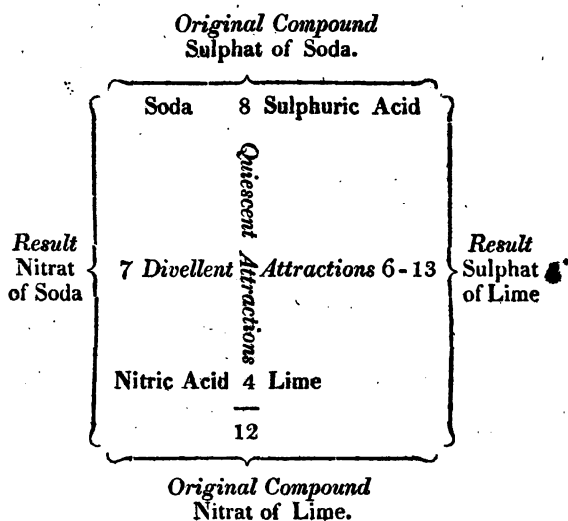 Original Compound
Sulphat of Soda.
Soda 8 Sulphuric Acid
Quiescent Attractions
Result
Nitrat
of Soda
7 Divellent Attractions 6-13
Result
Sulphat
of Lime
Nitric Acid 4 Lime
12
Original Compound
Nitrat of Lime.